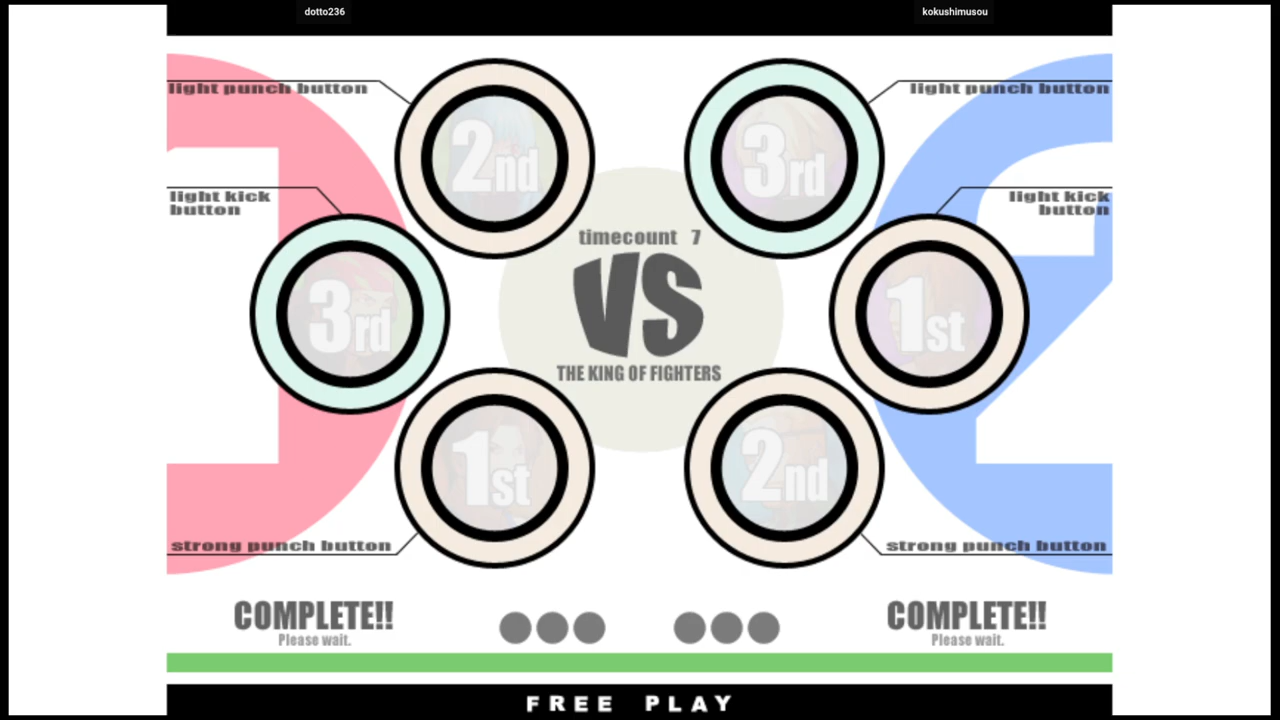 dotto236
kokushimusou
light punch button
light punch button
2nd
3rd
light kick
button
light kick
button
timecount 7
VS
THE KING OF FIGHTERS
3rd
1st
1st
2nd
strong punch button
strong punch button
COMPLETE!!
Please wait.
COMPLETE!!
Please wait.
FREE PLAY